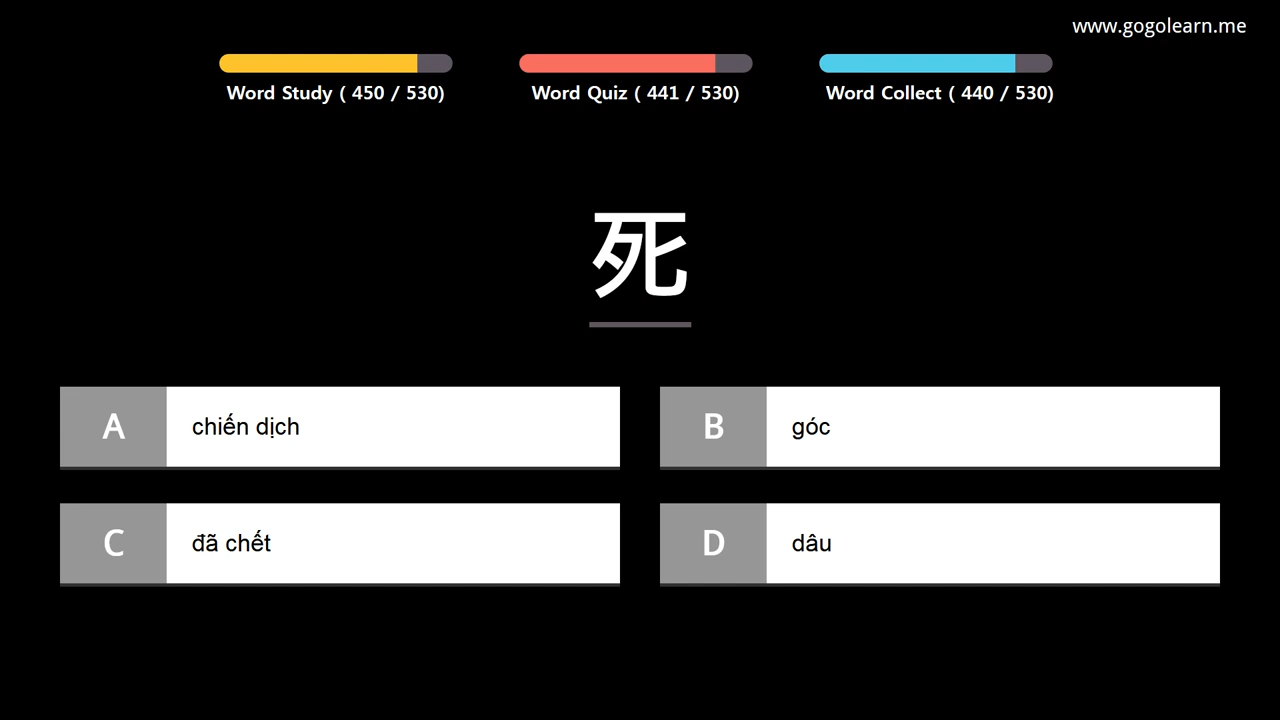 www.gogolearn.me
Word Study ( 450 / 530)
Word Quiz ( 441 / 530)
Word Collect ( 440 / 530)
死
A chiến dịch
B góc
C đã chết
D dâu